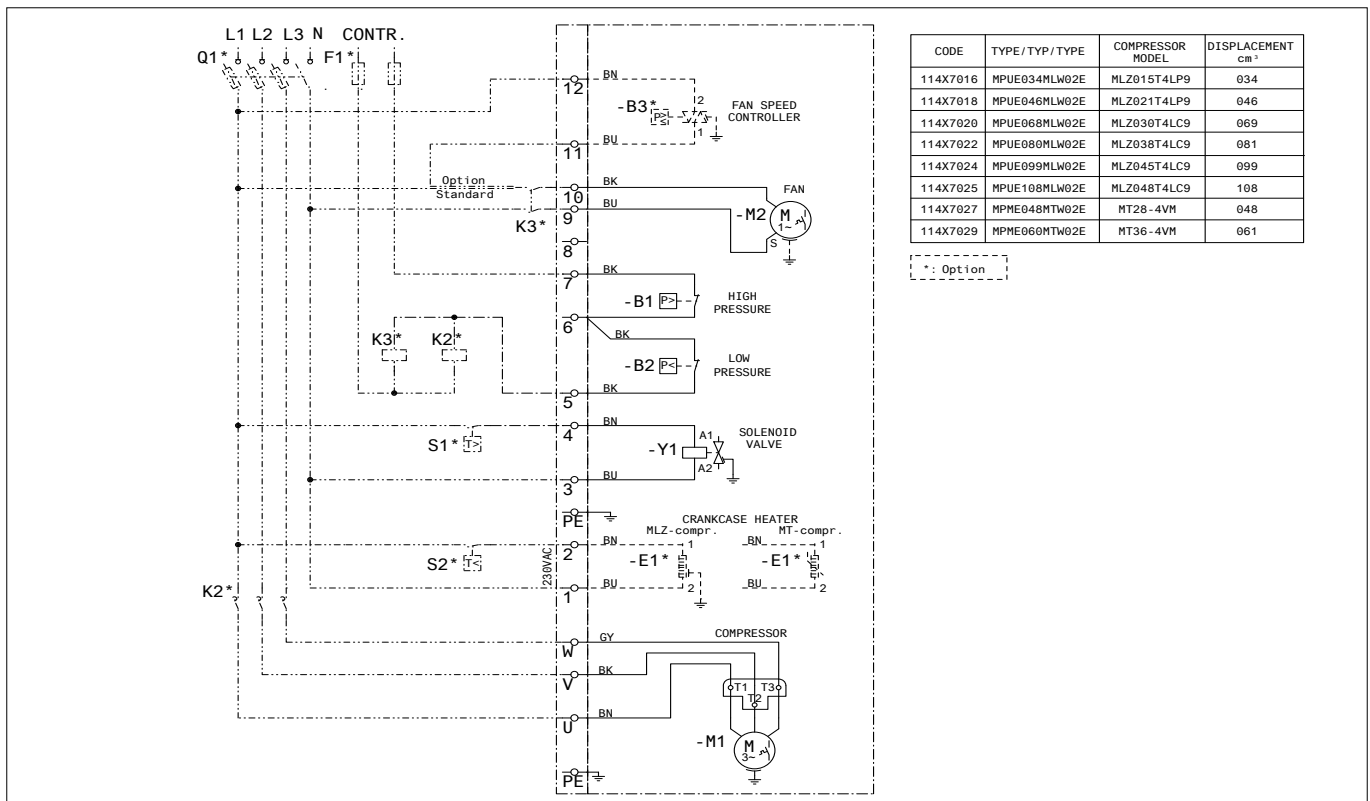 L1 L2 L3 N CONTR.
Q1* F1*
12 BN
-B3* P>≤ 2 1 FAN SPEED
CONTROLLER
11 BU
Option
Standard
10 BK
K3* 9 BU
FAN
-M2 M
1~
S
8
7 BK
-B1 P> HIGH
PRESSURE
6
BK
K3* K2*
-B2 P< LOW
PRESSURE
5 BK
4 BN
S1* T>
-Y1 A1 A2 SOLENOID
VALVE
3 BU
PE
CRANKCASE HEATER
MLZ-compr. MT-compr.
2 BN 1 BN 1
S2* T<
230VAC
-E1* -E1*
1 BU 2 BU 2
K2*
COMPRESSOR
W GY
V BK
T1 T2 T3
U BN
-M1 M
3~
PE
CODE TYPE/TYP/TYPE COMPRESSOR MODEL DISPLACEMENT cm³
114X7016 MPUE034MLW02E MLZ015T4LP9 034
114X7018 MPUE046MLW02E MLZ021T4LP9 046
114X7020 MPUE068MLW02E MLZ030T4LC9 069
114X7022 MPUE080MLW02E MLZ038T4LC9 081
114X7024 MPUE099MLW02E MLZ045T4LC9 099
114X7025 MPUE108MLW02E MLZ048T4LC9 108
114X7027 MPME048MTW02E MT28-4VM 048
114X7029 MPME060MTW02E MT36-4VM 061
*: Option